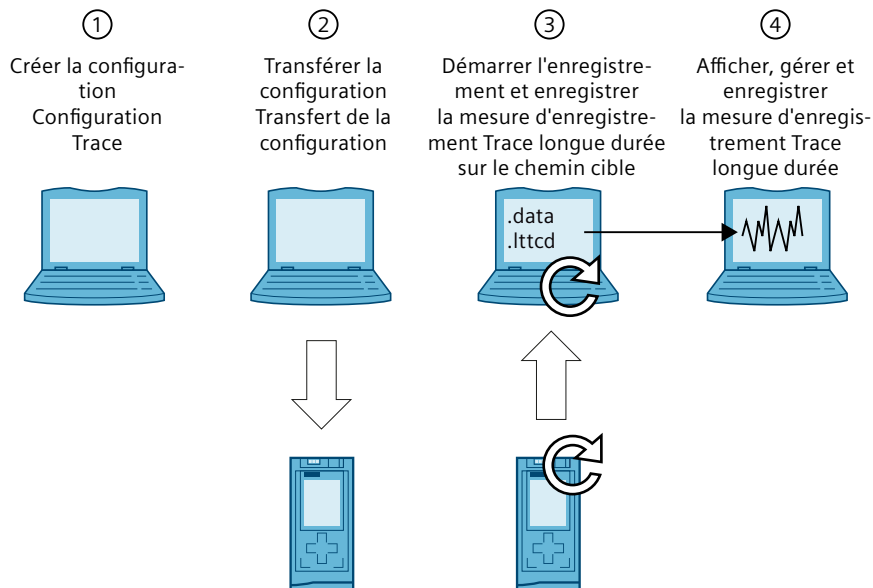 1
Créer la configura-
tion
Configuration
Trace
2
Transférer la
configuration
Transfert de la
configuration
3
Démarrer l'enregistre-
ment et enregistrer
la mesure d'enregistre-
ment Trace longue durée
sur le chemin cible
4
Afficher, gérer et
enregistrer
la mesure d'enregis-
trement Trace
longue durée
.data
.lttcd